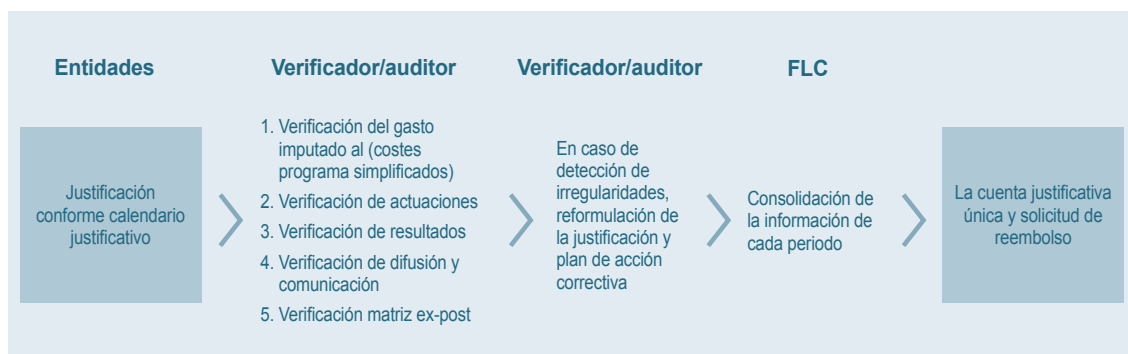 Entidades
Justificación
conforme calendario
justificativo
Verificador/auditor
1. Verificación del gasto
imputado al (costes
programa simplificados)
2. Verificación de actuaciones
3. Verificación de resultados
4. Verificación de difusión y
comunicación
5. Verificación matriz ex-post
Verificador/auditor
En caso de
detección de
irregularidades,
reformulación de
la justificación y
plan de acción
correctiva
FLC
Consolidación de
la información de
cada periodo
La cuenta justificativa
única y solicitud de
reembolso